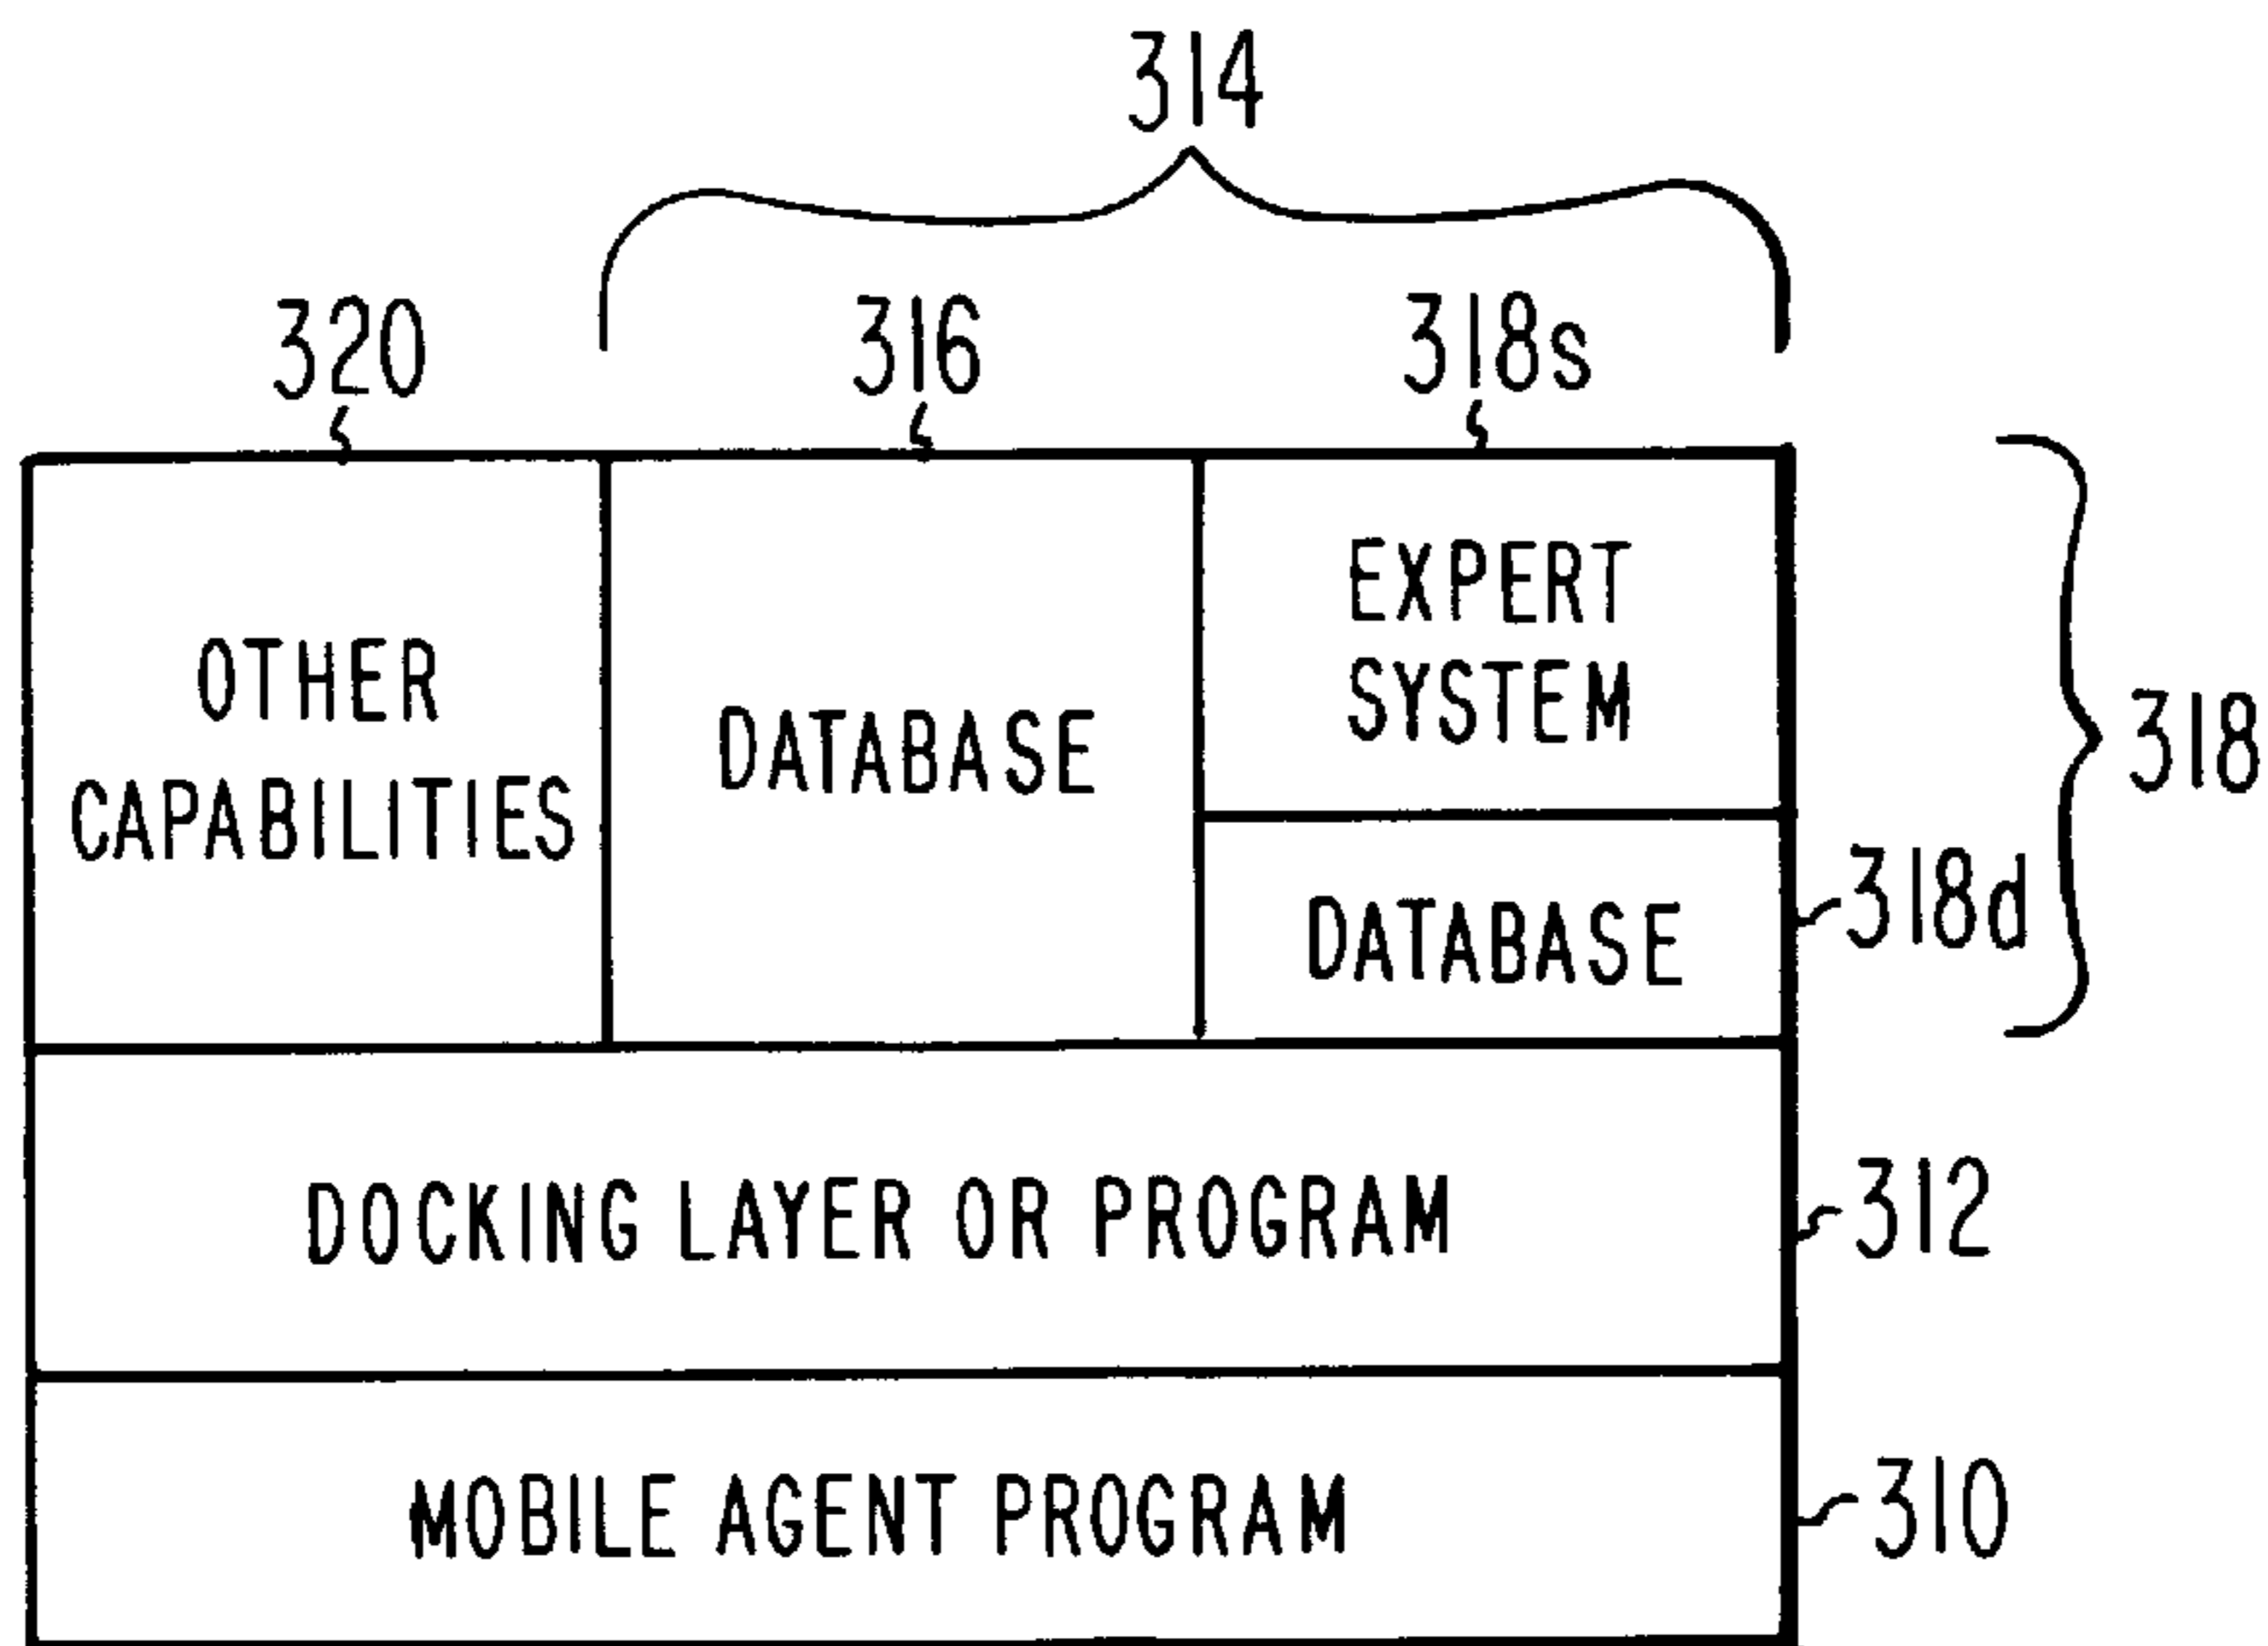 314
320
316
318s
OTHER
CAPABILITIES
DATABASE
EXPERT
SYSTEM
DATABASE
318d
318
DOCKING LAYER OR PROGRAM
312
MOBILE AGENT PROGRAM
310